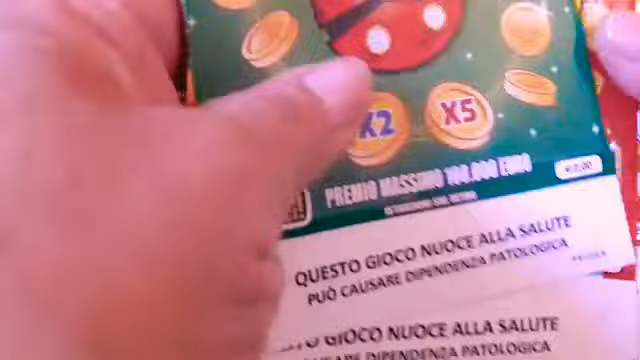 X2
X5
PREMIO MASSIMO 100.000 EURO
QUESTO GIOCO NUOCE ALLA SALUTE
PUÒ CAUSARE DIPENDENZA PATOLOGICA
GIOCO NUOCE ALLA SALUTE
DIPENDENZA PATOLOGICA